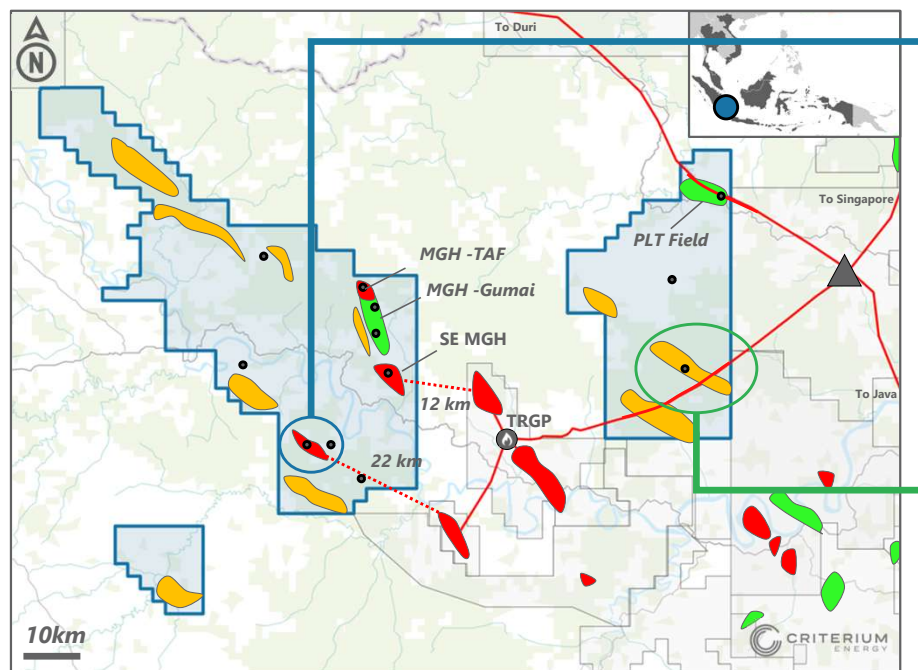 To Duri
N
To Singapore
PLT Field
MGH -TAF
MGH -Gumai
SE MGH
To Java
12 km
TRGP
22 km
10km
CRITERIUM
ENERGY